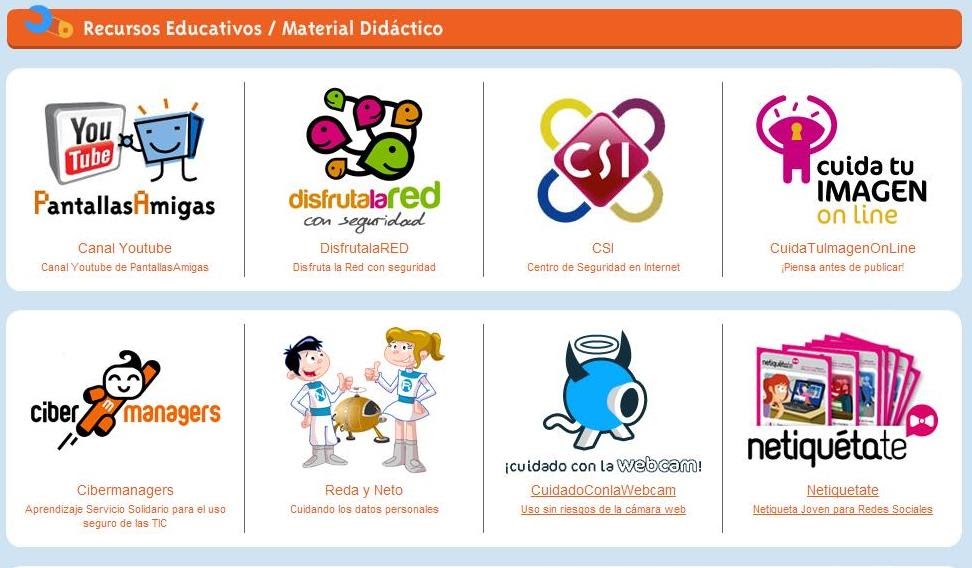 Recursos Educativos / Material Didáctico
You
Tube
PantallasAmigas
Canal Youtube
Canal Youtube de PantallasAmigas
disfrutalared
con seguridad
DisfrutalaRED
Disfruta la Red con seguridad
CSI
CSI
Centro de Seguridad en Internet
cuida tu
IMAGEN
on line
CuidaTuImagenOnLine
¡Piensa antes de publicar!
ciber managers
Cibermanagers
Aprendizaje Servicio Solidario para el uso
seguro de las TIC
N R
Reda y Neto
Cuidando los datos personales
¡cuidado con la webcam!
CuidadoConlaWebcam
Uso sin riesgos de la cámara web
netiquétate
netiquétate
Netiquetate
Netiqueta Joven para Redes Sociales